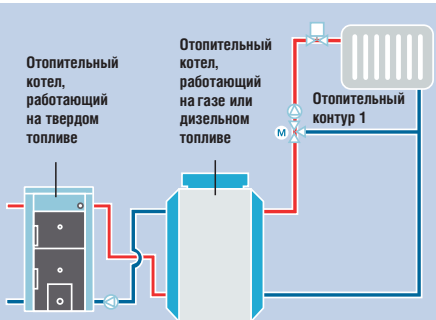 Отопительный
котел,
работающий
на твердом
топливе
Отопительный
котел,
работающий
на газе или
дизельном
топливе
Отопительный
контур 1
M